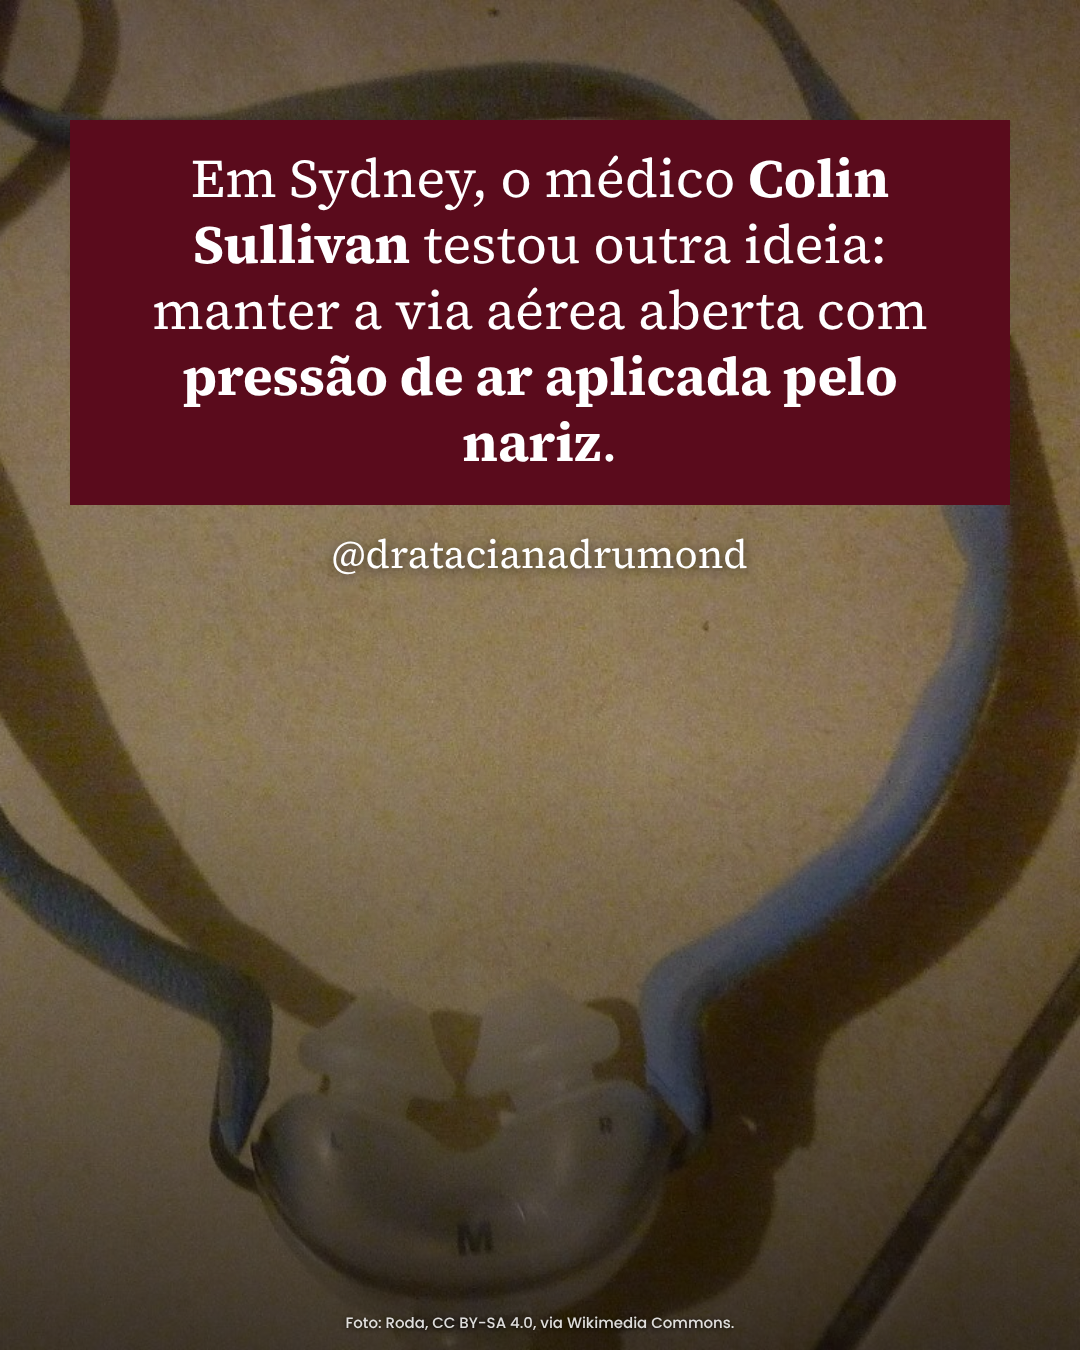 Em Sydney, o médico Colin
Sullivan testou outra ideia:
manter a via aérea aberta com
pressão de ar aplicada pelo
nariz.
@dratacianadrumond
R
M
Foto: Roda, CC BY-SA 4.0, via Wikimedia Commons.